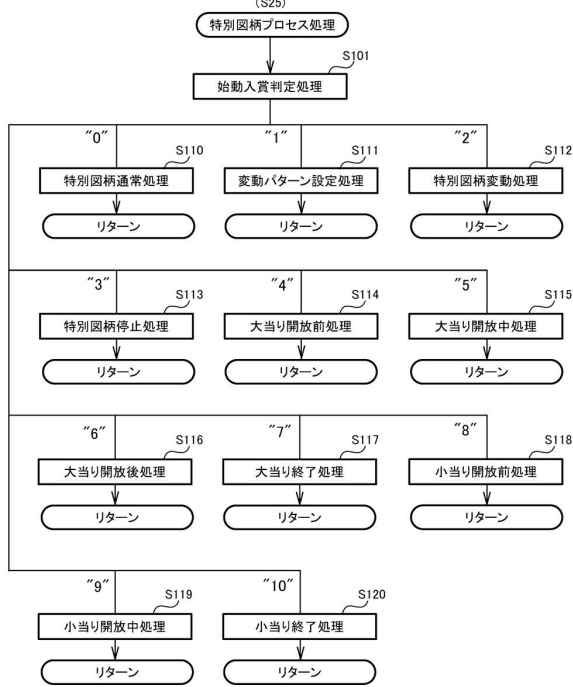 (S25)
特別図柄プロセス処理
S101
始動入賞判定処理
"0"
S110
"1"
S111
"2"
S112
特別図柄通常処理
変動パターン設定処理
特別図柄変動処理
リターン
リターン
リターン
"3"
S113
"4"
S114
"5"
S115
特別図柄停止処理
大当り開放前処理
大当り開放中処理
リターン
リターン
リターン
"6"
S116
"7"
S117
"8"
S118
大当り開放後処理
大当り終了処理
小当り開放前処理
リターン
リターン
リターン
"9"
S119
"10"
S120
小当り開放中処理
小当り終了処理
リターン
リターン